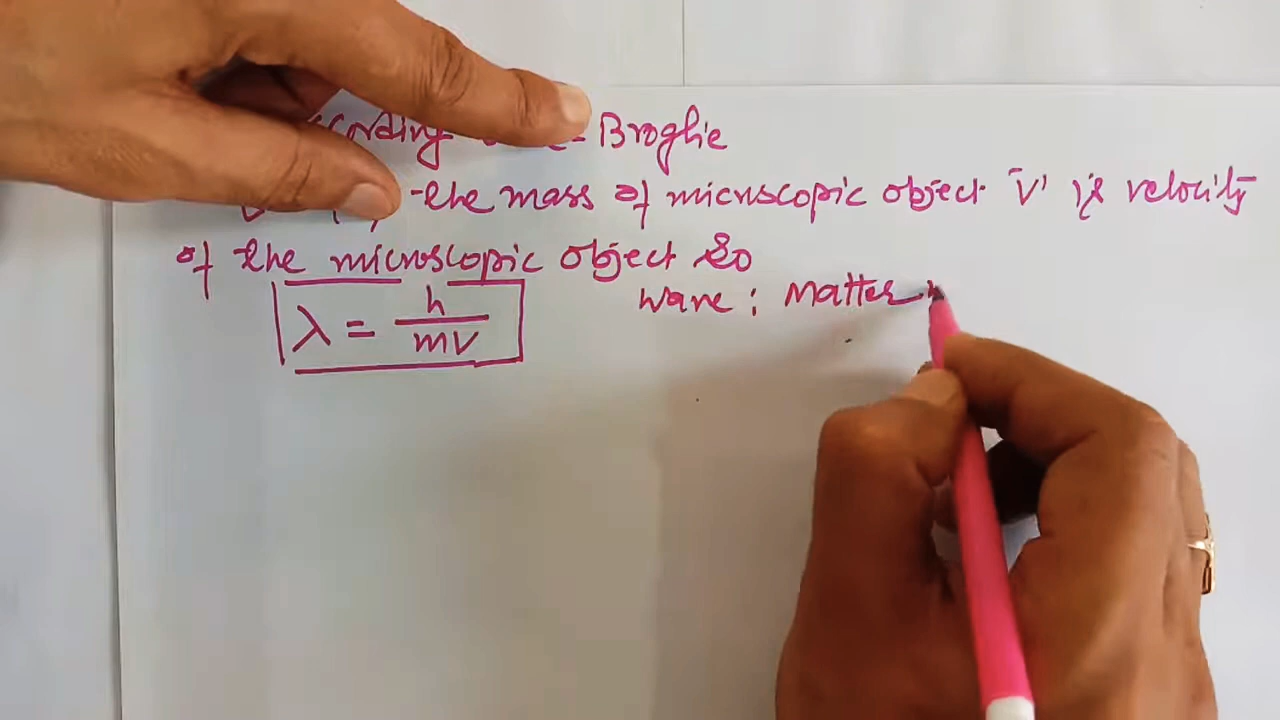 Broglie
the mass of microscopic object "V" is velocity
of the microscopic object So
λ = h / mv
wave : Matter